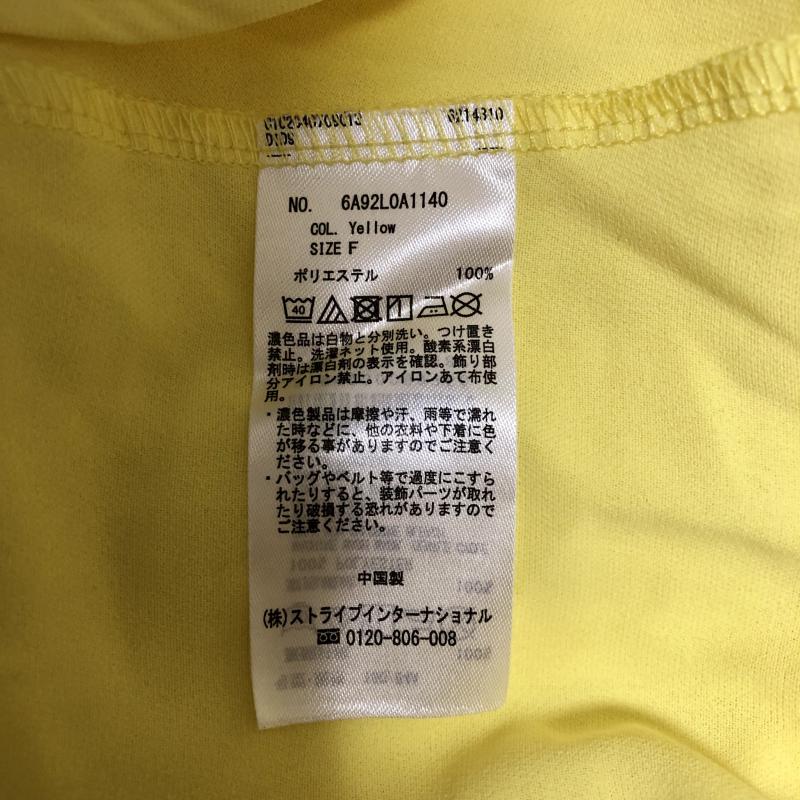 NO. 6A92L0A1140
COL. Yellow
SIZE F
ポリエステル 100%
40
濃色品は白物と分別洗い。つけ置き
禁止。洗濯ネット使用。酸素系漂白
剤時は漂白剤の表示を確認。飾り部
分アイロン禁止。アイロンあて布使
用。
・濃色製品は摩擦や汗、雨等で濡れ
た時などに、他の衣料や下着に色
が移る事がありますのでご注意く
ださい。
・バッグやベルト等で過度にこすら
れたりすると、装飾パーツが取れ
たり破損する恐れがありますので
ご注意ください。
中国製
(株)ストライプインターナショナル
0120-806-008